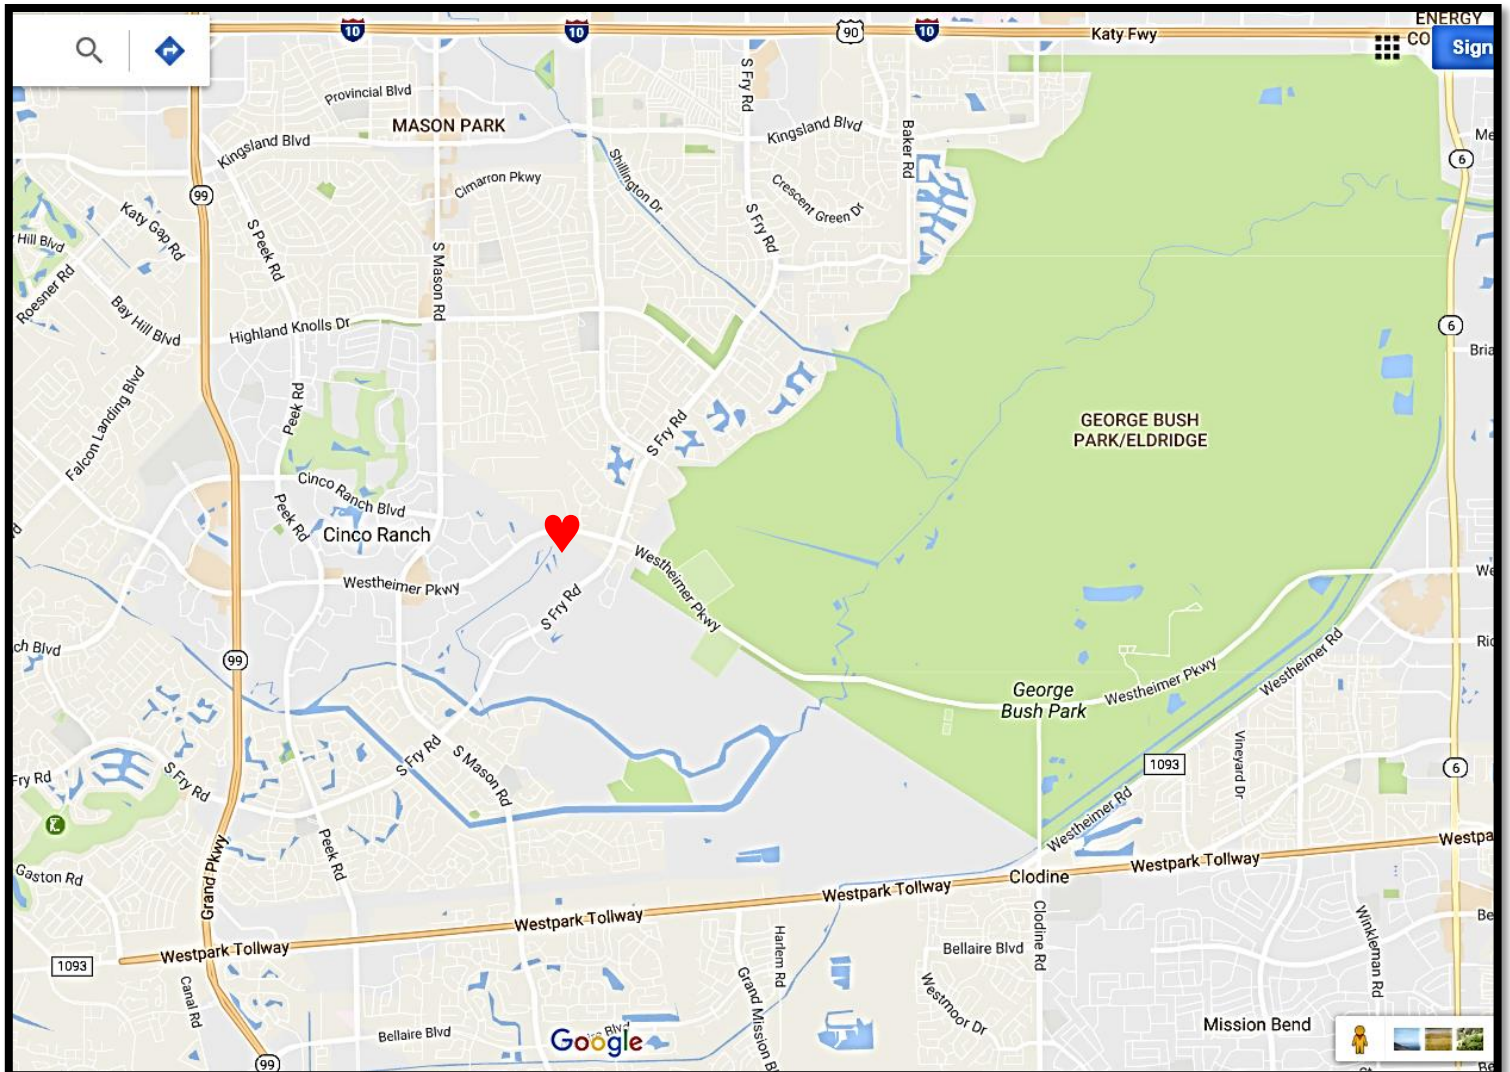 ENERGY
CO
Sign
10
10
90
10
Katy Fwy
Provincial Blvd
MASON PARK
S Fry Rd
Kingsland Blvd
Kingsland Blvd
Baker Rd
Me
6
Cimarron Pkwy
Shillington Dr
Crescent Green Dr
99
Katy Gap Rd
S Peek Rd
S Fry Rd
Hill Blvd
Roesner Rd
S Mason Rd
Bay Hill Blvd
Highland Knolls Dr
6
Bria
Falcon Landing Blvd
Peek Rd
S Fry Rd
GEORGE BUSH
PARK/ELDRIDGE
Cinco Ranch Blvd
Peek Rd
Cinco Ranch
Westheimer Pkwy
Westheimer Pkwy
S Fry Rd
We
ch Blvd
99
Ric
Westheimer Rd
Westheimer Pkwy
George
Bush Park
S Fry Rd
S Mason Rd
Vineyard Dr
1093
6
Fry Rd
S Fry Rd
Westheimer Rd
Peek Rd
Grand Pkwy
Gaston Rd
Westpa
Westpark Tollway
Clodine
Westpark Tollway
Westpark Tollway
Westpark Tollway
1093
Harlem Rd
Clodine Rd
Winkleman Rd
Be
Bellaire Blvd
Canal Rd
Grand Mission B
Westmoor Dr
Mission Bend
Bellaire Blvd
Google
99
Be